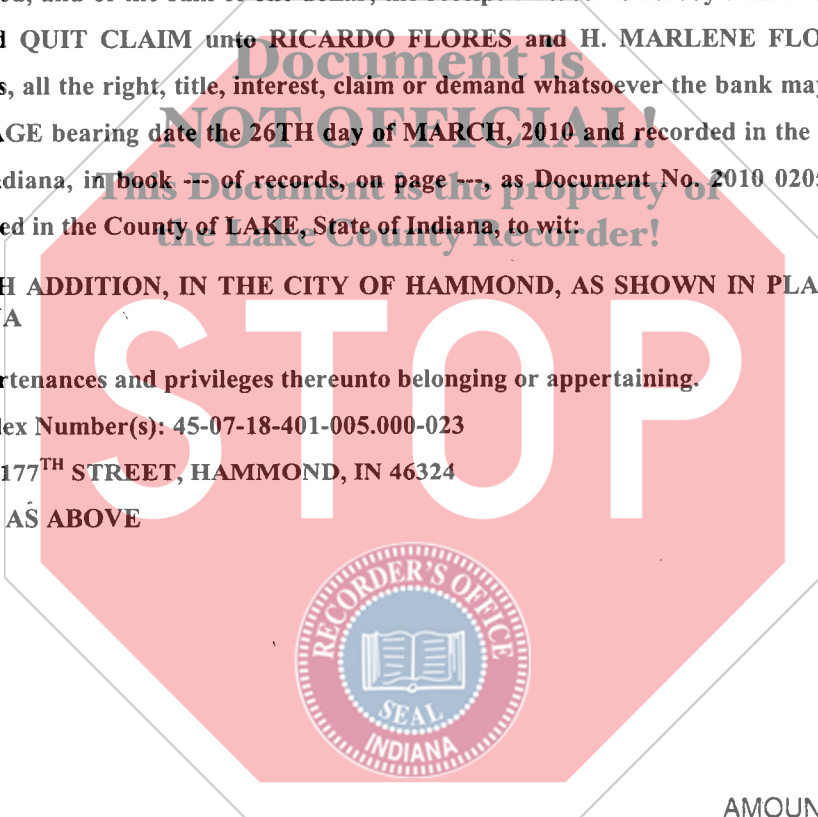 QUIT CLAIM unto RICARDO FLORES and H. MARLENE FLO
Document is
s, all the right, title, interest, claim or demand whatsoever the bank may
NOT OFFICIAL!
AGE bearing date the 26TH day of MARCH, 2010 and recorded in the
diana, in book --- of records, on page ---, as Document No. 2010 020
This Document is the property of
ed in the County of LAKE, State of Indiana, to wit:
the Lake County Recorder!
H ADDITION, IN THE CITY OF HAMMOND, AS SHOWN IN PLA
A
STOP
rtenances and privileges thereunto belonging or appertaining.
ex Number(s): 45-07-18-401-005.000-023
177TH STREET, HAMMOND, IN 46324
AS ABOVE
RECORDER'S OFFICE
SEAL
INDIANA
AMOUN